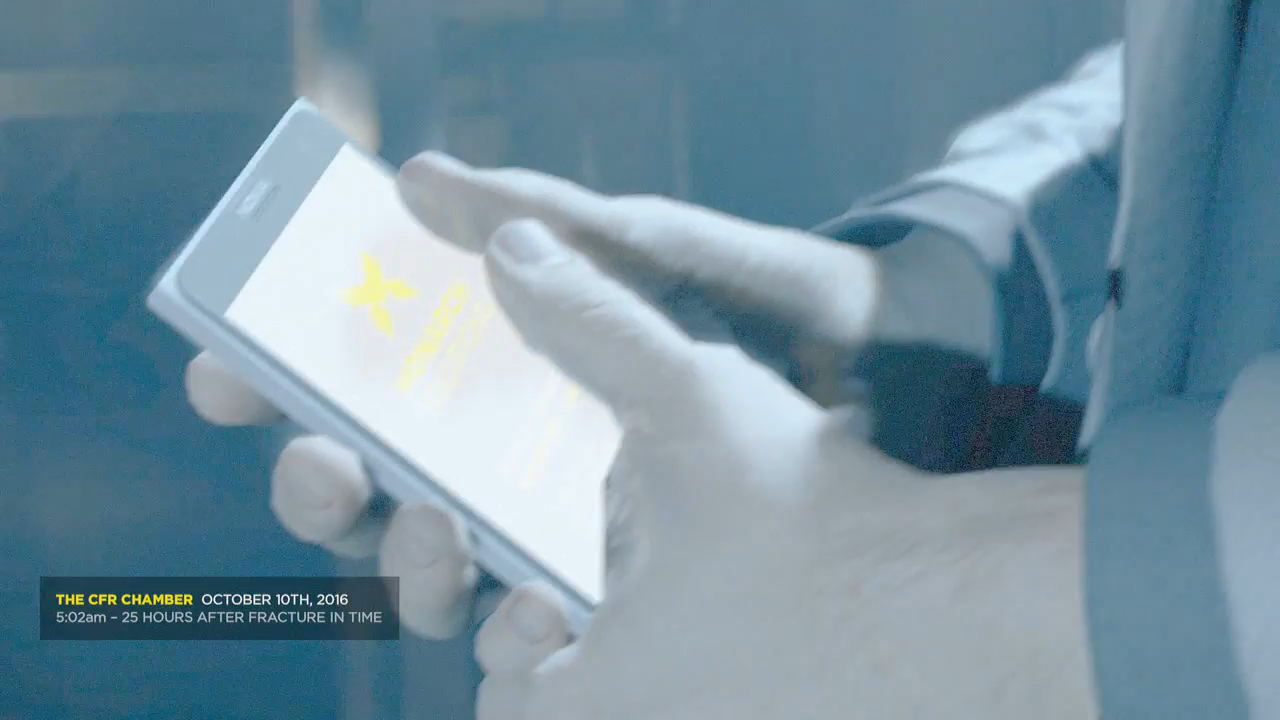 THE CFR CHAMBER OCTOBER 10TH, 2016
5:02am – 25 HOURS AFTER FRACTURE IN TIME